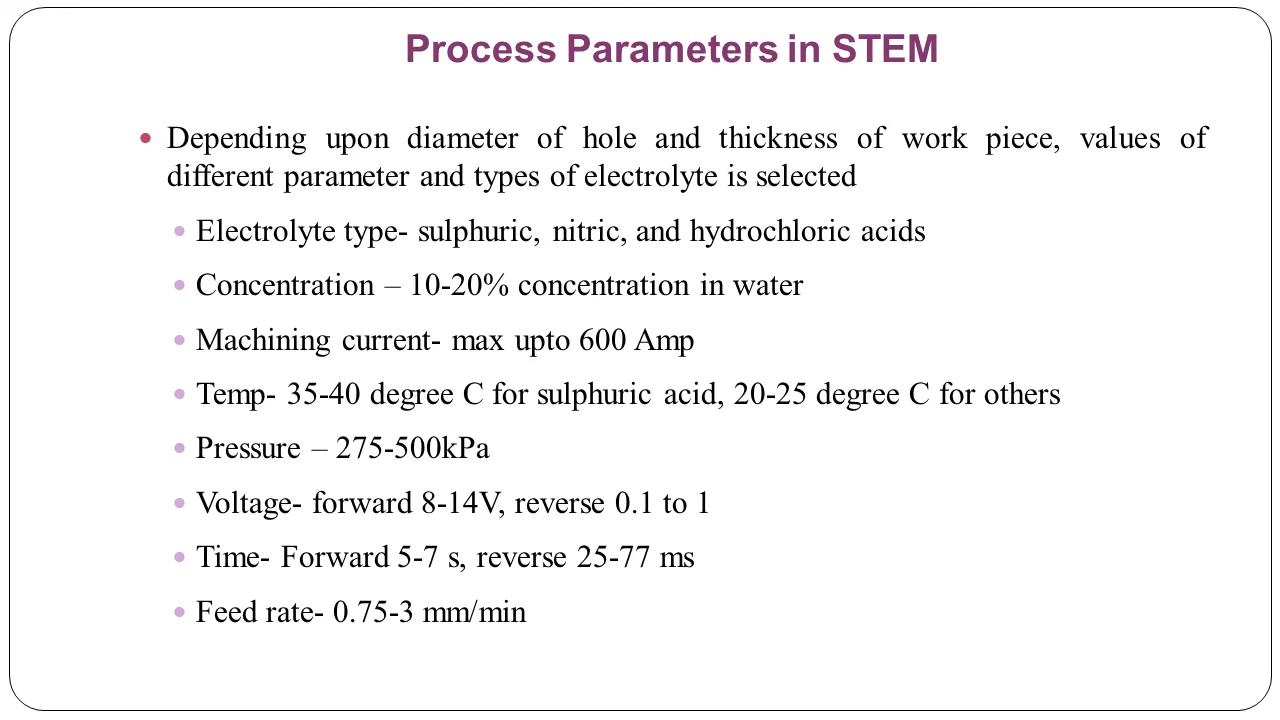 Process Parameters in STEM
Depending upon diameter of hole and thickness of work piece, values of
different parameter and types of electrolyte is selected
Electrolyte type- sulphuric, nitric, and hydrochloric acids
Concentration – 10-20% concentration in water
Machining current- max upto 600 Amp
Temp- 35-40 degree C for sulphuric acid, 20-25 degree C for others
Pressure – 275-500kPa
Voltage- forward 8-14V, reverse 0.1 to 1
Time- Forward 5-7 s, reverse 25-77 ms
Feed rate- 0.75-3 mm/min